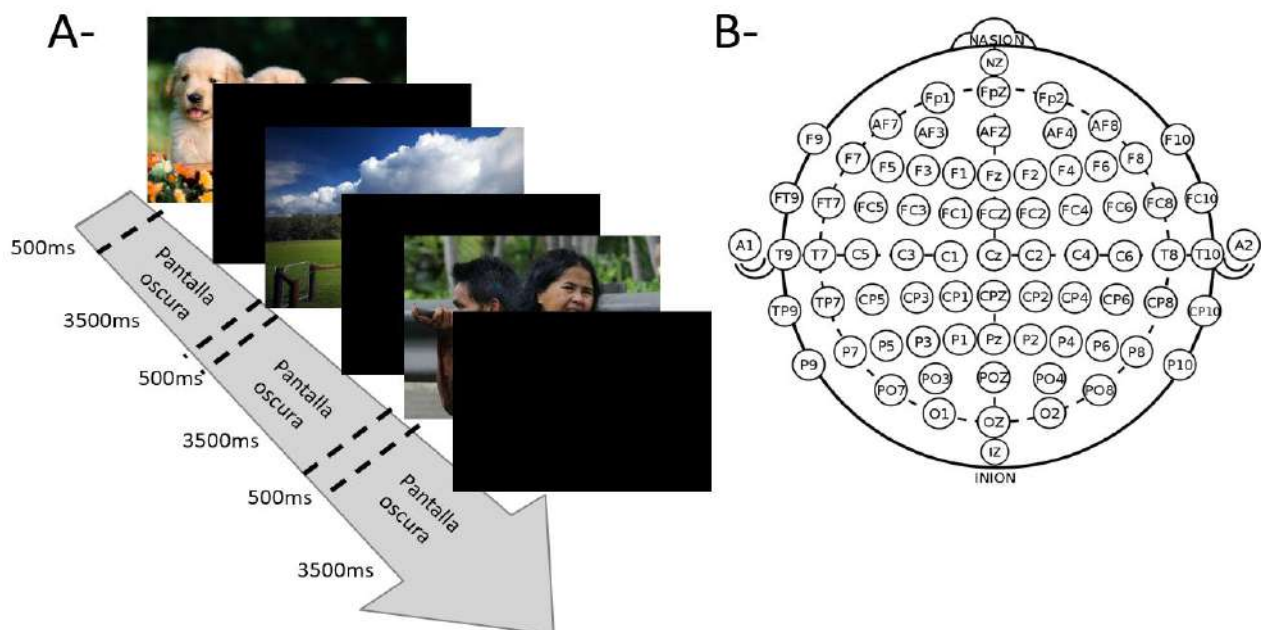 A-
500ms
Pantalla
oscura
3500ms
500ms
Pantalla
oscura
3500ms
500ms
Pantalla
oscura
3500ms
B-
NASION
NZ
Fp1 FpZ Fp2
AF7 AF3 AFZ AF4 AF8
F9 F7 F5 F3 F1 Fz F2 F4 F6 F8 F10
FT9 FT7 FC5 FC3 FC1 FCZ FC2 FC4 FC6 FC8 FC10
A1 T9 T7 C5 C3 C1 Cz C2 C4 C6 T8 T10 A2
TP9 TP7 CP5 CP3 CP1 CPZ CP2 CP4 CP6 CP8 CP10
P9 P7 P5 P3 P1 Pz P2 P4 P6 P8 P10
PO7 PO3 POZ PO4 PO8
O1 OZ O2
IZ
INION